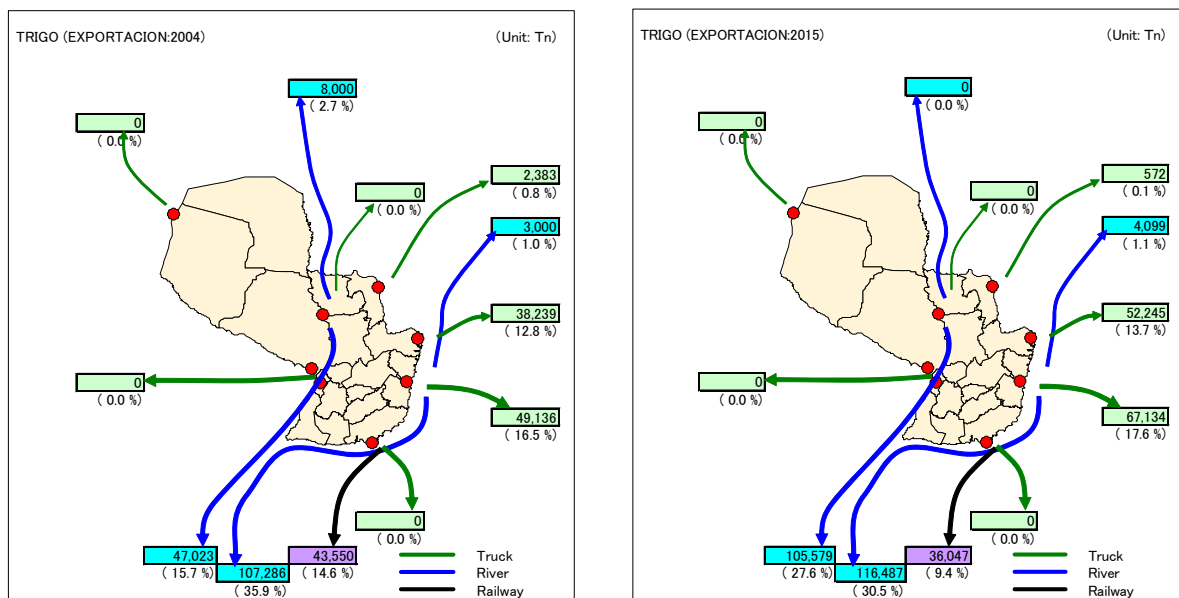 TRIGO (EXPORTACION:2004) (Unit: Tn)
8,000
( 2.7 %)
0
( 0.0 %)
2,383
( 0.8 %)
0
( 0.0 %)
3,000
( 1.0 %)
38,239
( 12.8 %)
0
( 0.0 %)
49,136
( 16.5 %)
0
( 0.0 %)
47,023
( 15.7 %)
107,286
( 35.9 %)
43,550
( 14.6 %)
Truck
River
Railway
TRIGO (EXPORTACION:2015) (Unit: Tn)
0
( 0.0 %)
0
( 0.0 %)
572
( 0.1 %)
0
( 0.0 %)
4,099
( 1.1 %)
52,245
( 13.7 %)
0
( 0.0 %)
67,134
( 17.6 %)
0
( 0.0 %)
105,579
( 27.6 %)
116,487
( 30.5 %)
36,047
( 9.4 %)
Truck
River
Railway